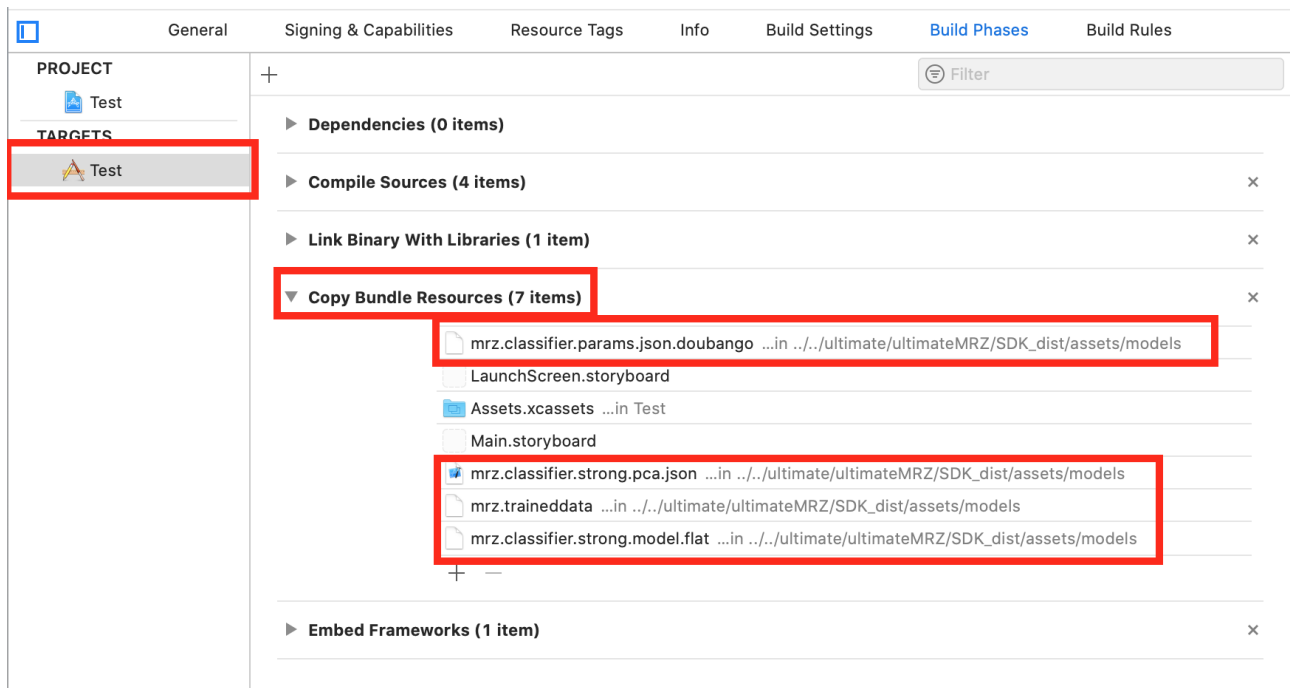 General Signing & Capabilities Resource Tags Info Build Settings Build Phases Build Rules
PROJECT
Test
TARGETS
Test
Filter
Dependencies (0 items)
Compile Sources (4 items)
Link Binary With Libraries (1 item)
Copy Bundle Resources (7 items)
mrz.classifier.params.json.doubango ...in ../../ultimate/ultimateMRZ/SDK_dist/assets/models
LaunchScreen.storyboard
Assets.xcassets ...in Test
Main.storyboard
mrz.classifier.strong.pca.json ...in ../../ultimate/ultimateMRZ/SDK_dist/assets/models
mrz.traineddata ...in ../../ultimate/ultimateMRZ/SDK_dist/assets/models
mrz.classifier.strong.model.flat ...in ../../ultimate/ultimateMRZ/SDK_dist/assets/models
Embed Frameworks (1 item)